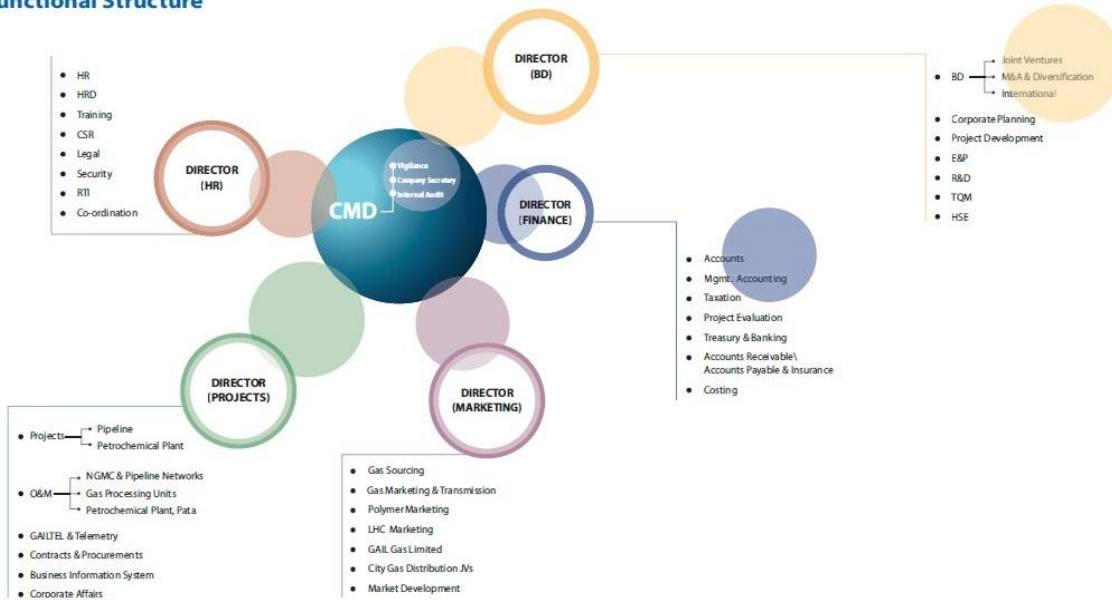 unctional Structure
DIRECTOR
(BD)
BD
Joint Ventures
M&A & Diversification
International
Corporate Planning
Project Development
E&P
R&D
TQM
HSE
HR
HRD
Training
CSR
Legal
Security
RTI
Co-ordination
DIRECTOR
(HR)
CMD
Vigilance
Company Secretary
Internal Audit
DIRECTOR
(FINANCE)
Accounts
Mgmt. Accounting
Taxation
Project Evaluation
Treasury & Banking
Accounts Receivable\
Accounts Payable & Insurance
Costing
DIRECTOR
(PROJECTS)
Projects
Pipeline
Petrochemical Plant
O&M
NGMC & Pipeline Networks
Gas Processing Units
Petrochemical Plant, Pata
GAILTEL & Telemetry
Contracts & Procurements
Business Information System
Corporate Affairs
DIRECTOR
(MARKETING)
Gas Sourcing
Gas Marketing & Transmission
Polymer Marketing
LHC Marketing
GAIL Gas Limited
City Gas Distribution JVs
Market Development